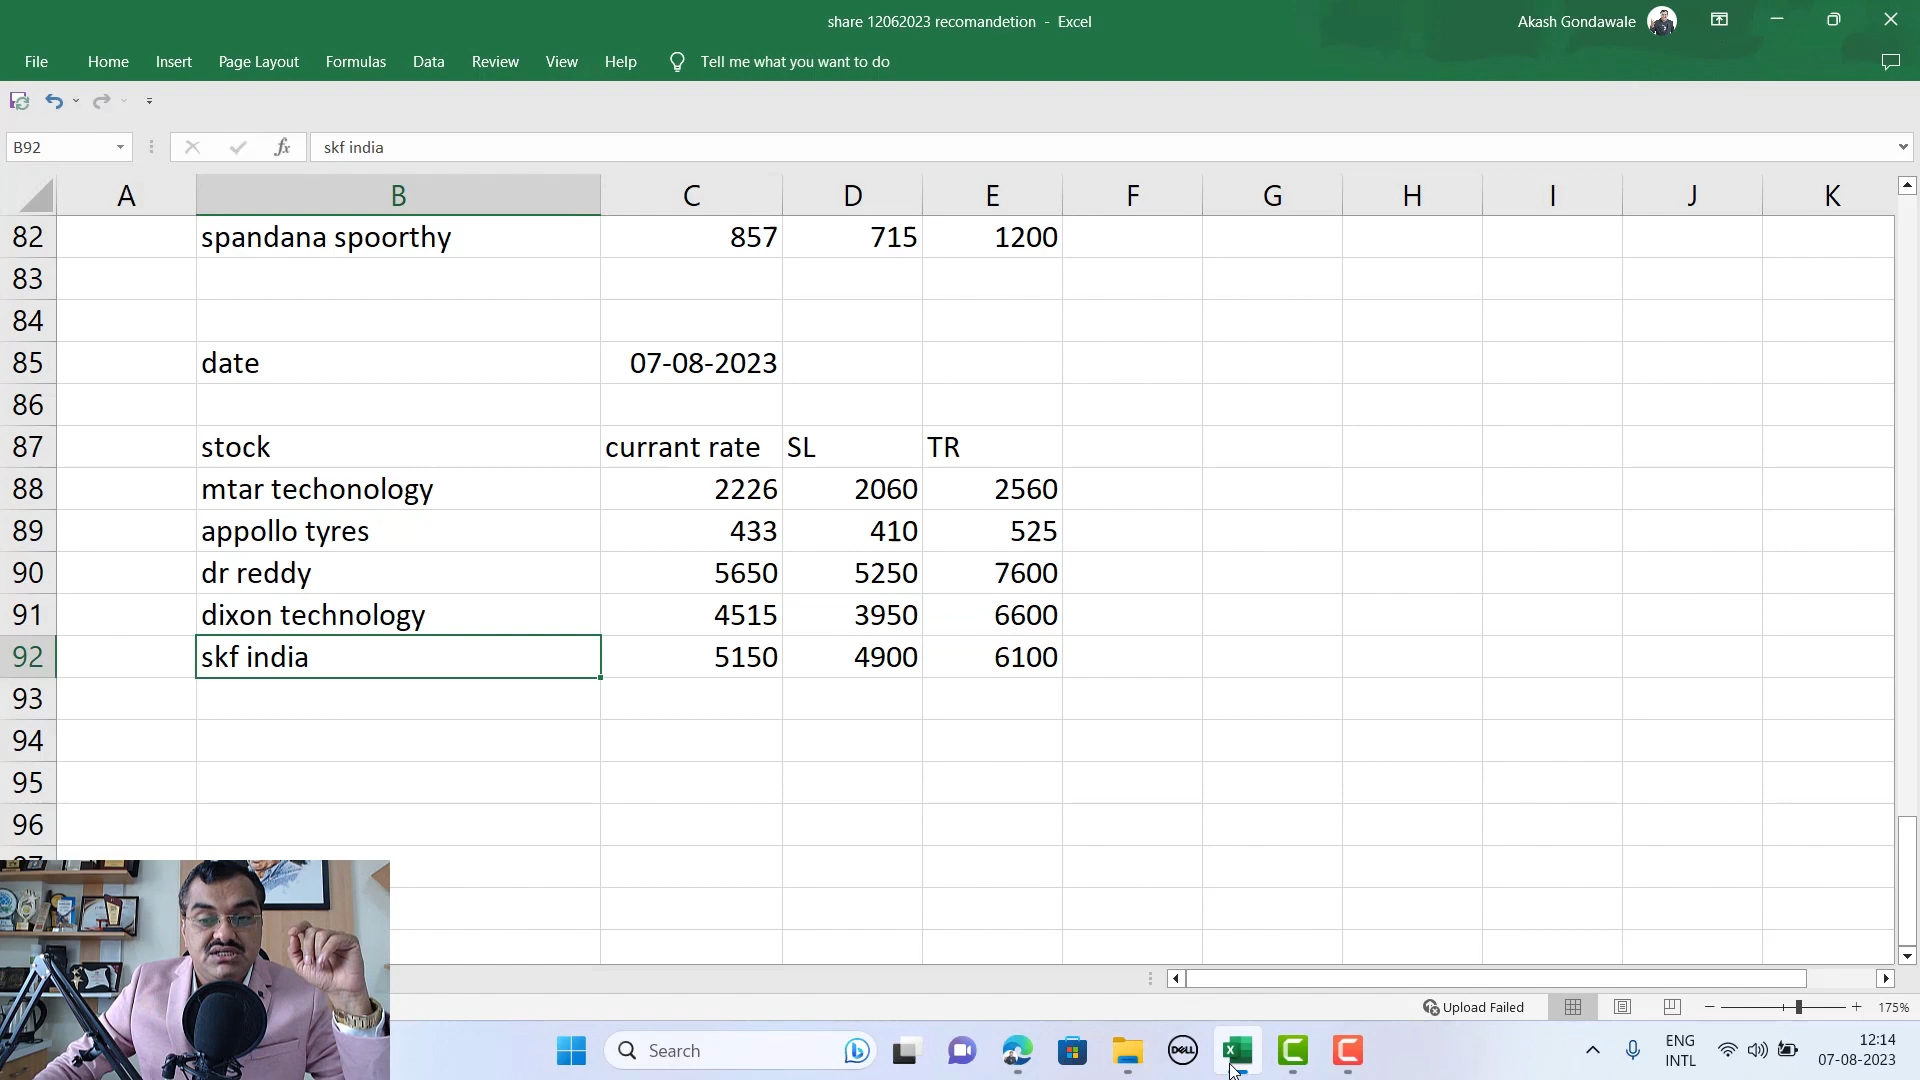 share 12062023 recomandetion - Excel
Akash Gondawale
File Home Insert Page Layout Formulas Data Review View Help Tell me what you want to do
B92 fx skf india
A B C D E F G H I J K
82 spandana spoorthy 857 715 1200
83
84
85 date 07-08-2023
86
87 stock currant rate SL TR
88 mtar techonology 2226 2060 2560
89 appollo tyres 433 410 525
90 dr reddy 5650 5250 7600
91 dixon technology 4515 3950 6600
92 skf india 5150 4900 6100
93
94
95
96
97
Upload Failed 175%
Search DELL ENG 12:14
INTL 07-08-2023